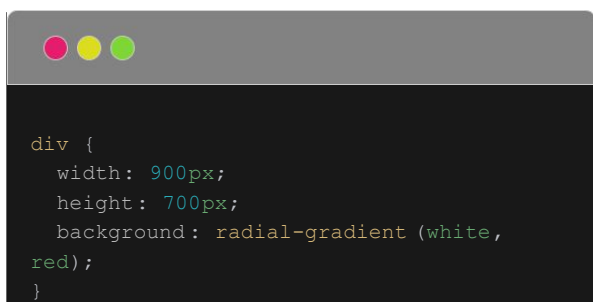 div {
  width: 900px;
  height: 700px;
  background: radial-gradient (white,
red);
}